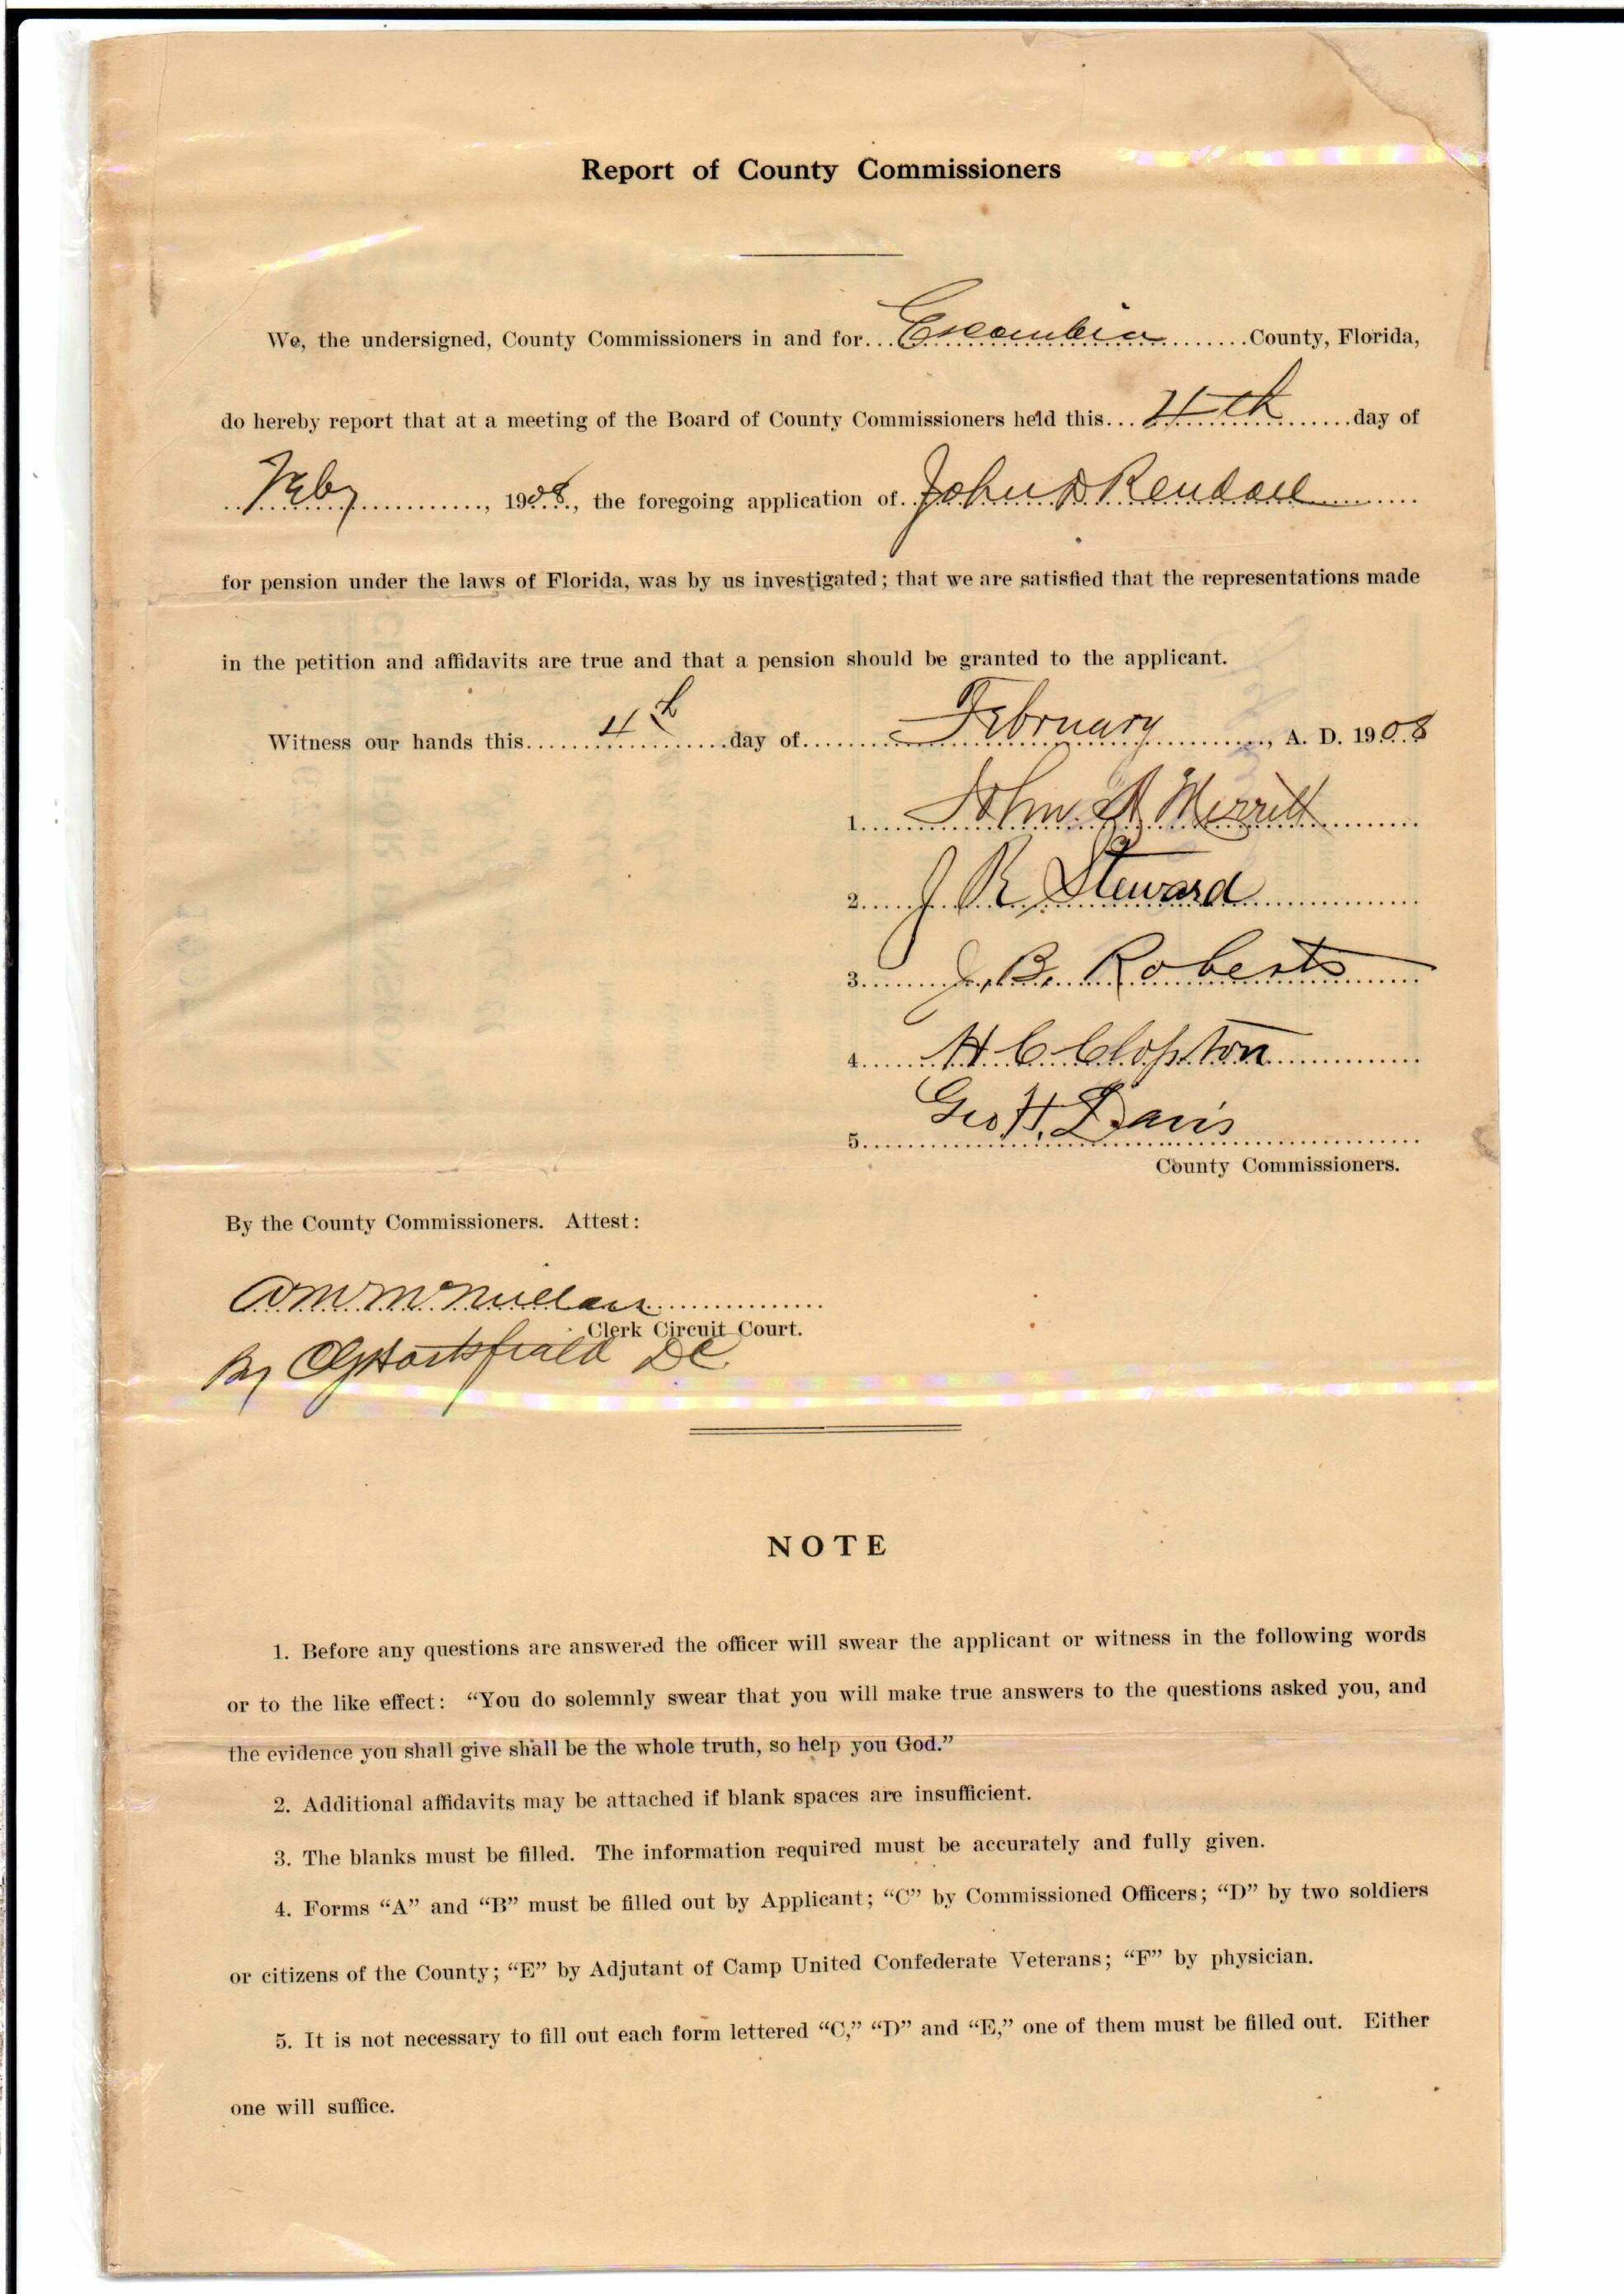 Report of County Commissioners
We, the undersigned, County Commissioners in and for...Escambia........County, Florida,
do hereby report that at a meeting of the Board of County Commissioners held this...4th......day of
Feby............, 1908., the foregoing application of..John D Rendall........
for pension under the laws of Florida, was by us investigated; that we are satisfied that the representations made
in the petition and affidavits are true and that a pension should be granted to the applicant.
Witness our hands this......4th......day of......February............, A. D. 1908
1......John A Merritt........
2......J. R. Steward........
3......J. B. Roberts........
4......H C Clopton........
5......Geo H. Davis........
County Commissioners.
By the County Commissioners. Attest:
A M McMillan............
Clerk Circuit Court.
By Hartsfield DC
NOTE
1. Before any questions are answered the officer will swear the applicant or witness in the following words
or to the like effect: “You do solemnly swear that you will make true answers to the questions asked you, and
the evidence you shall give shall be the whole truth, so help you God.”
2. Additional affidavits may be attached if blank spaces are insufficient.
3. The blanks must be filled. The information required must be accurately and fully given.
4. Forms “A” and “B” must be filled out by Applicant; “C” by Commissioned Officers; “D” by two soldiers
or citizens of the County; “E” by Adjutant of Camp United Confederate Veterans; “F” by physician.
5. It is not necessary to fill out each form lettered “C,” “D” and “E,” one of them must be filled out. Either
one will suffice.